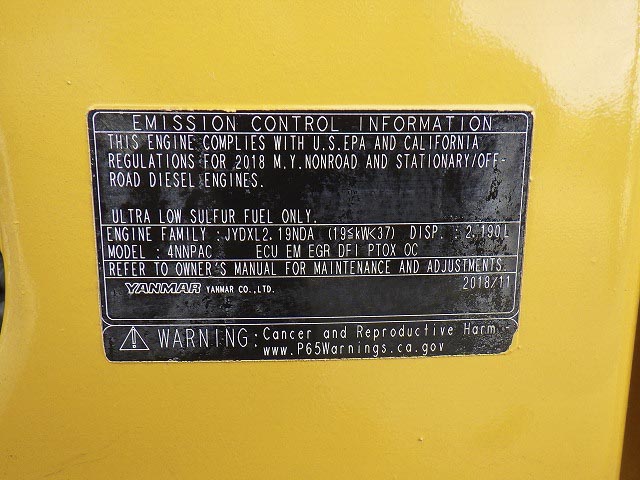 EMISSION CONTROL INFORMATION
THIS ENGINE COMPLIES WITH U.S.EPA AND CALIFORNIA
REGULATIONS FOR 2018 M.Y.NONROAD AND STATIONARY/OFF-
ROAD DIESEL ENGINES.
ULTRA LOW SULFUR FUEL ONLY.
ENGINE FAMILY : JYDXL2.19NDA (19≤kW<37) DISP. : 2.190L
MODEL : 4NNPAC ECU EM EGR DFI PTOX OC
REFER TO OWNER'S MANUAL FOR MAINTENANCE AND ADJUSTMENTS.
YANMAR YANMAR CO.,LTD. 2018/11
WARNING: Cancer and Reproductive Harm
www.P65Warnings.ca.gov